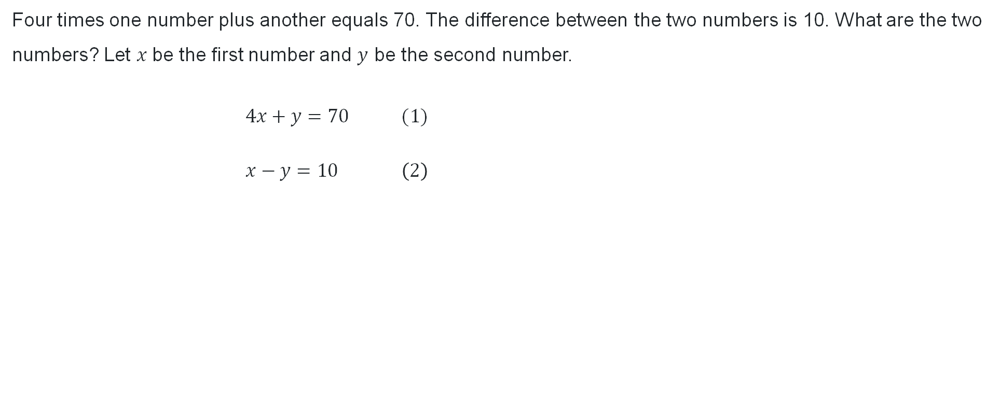 Four times one number plus another equals 70. The difference between the two numbers is 10. What are the two
numbers? Let x be the first number and y be the second number.
4x + y = 70 (1)
x − y = 10 (2)